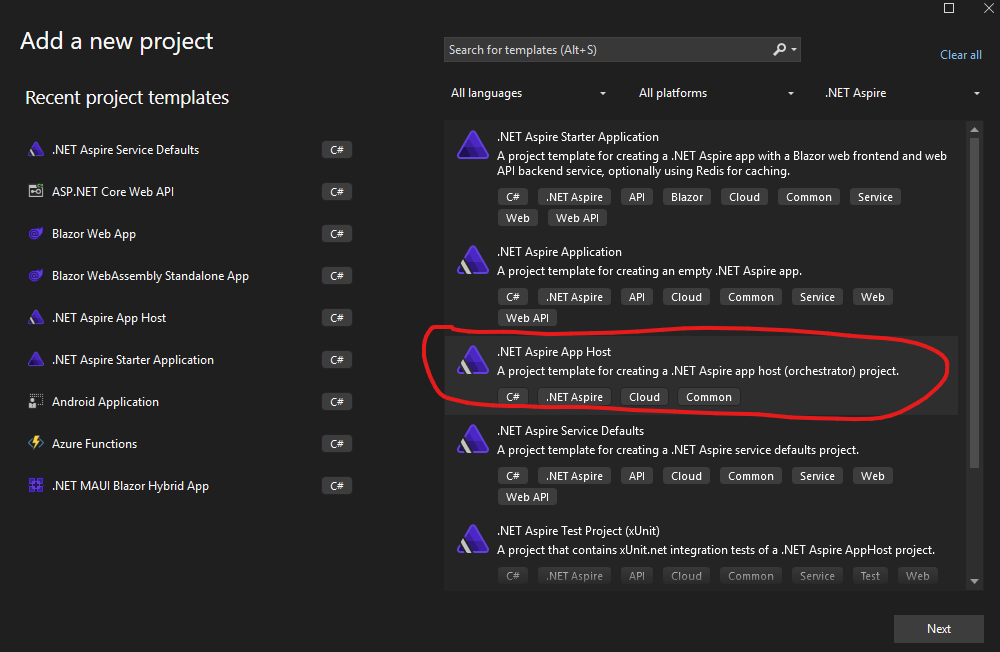 Add a new project
Search for templates (Alt+S)
Clear all
Recent project templates
All languages
All platforms
.NET Aspire
.NET Aspire Service Defaults C#
ASP.NET Core Web API C#
Blazor Web App C#
Blazor WebAssembly Standalone App C#
.NET Aspire App Host C#
.NET Aspire Starter Application C#
Android Application C#
Azure Functions C#
.NET MAUI Blazor Hybrid App C#
.NET Aspire Starter Application
A project template for creating a .NET Aspire app with a Blazor web frontend and web
API backend service, optionally using Redis for caching.
C# .NET Aspire API Blazor Cloud Common Service
Web Web API
.NET Aspire Application
A project template for creating an empty .NET Aspire app.
C# .NET Aspire API Cloud Common Service Web
Web API
.NET Aspire App Host
A project template for creating a .NET Aspire app host (orchestrator) project.
C# .NET Aspire Cloud Common
.NET Aspire Service Defaults
A project template for creating a .NET Aspire service defaults project.
C# .NET Aspire API Cloud Common Service Web
Web API
.NET Aspire Test Project (xUnit)
A project that contains xUnit.net integration tests of a .NET Aspire AppHost project.
C# .NET Aspire API Cloud Common Service Test Web
Next